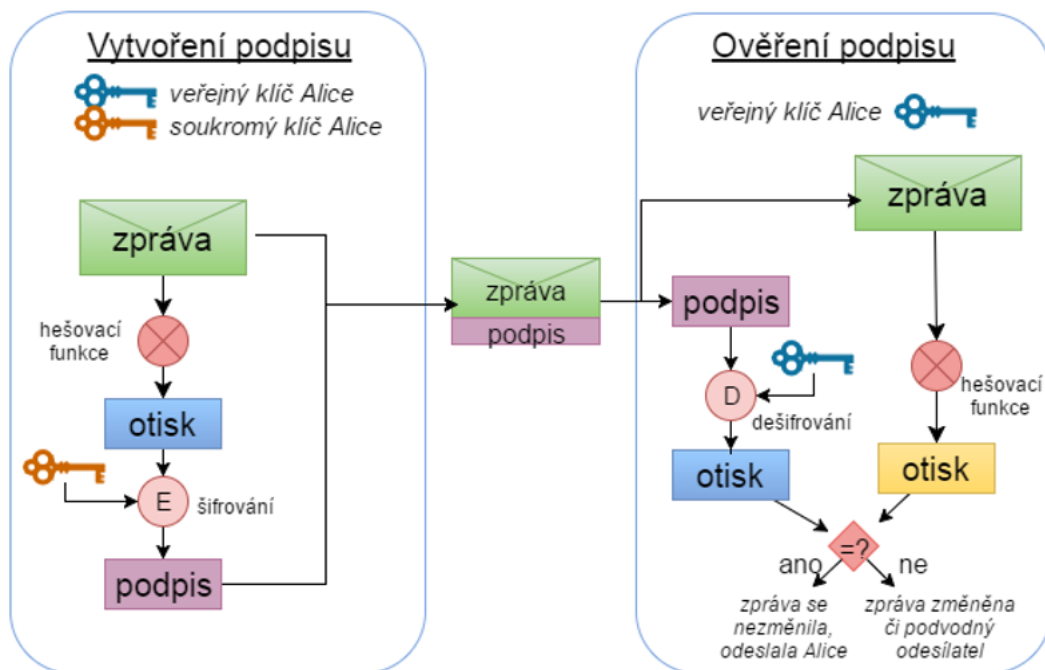 Vytvoření podpisu
veřejný klíč Alice
soukromý klíč Alice
zpráva
hešovací
funkce
otisk
E
šifrování
podpis
zpráva
podpis
Ověření podpisu
veřejný klíč Alice
zpráva
podpis
D
dešifrování
hešovací
funkce
otisk
otisk
=?
ano
ne
zpráva se
nezměnila,
odeslala Alice
zpráva změněna
či podvodný
odesílatel